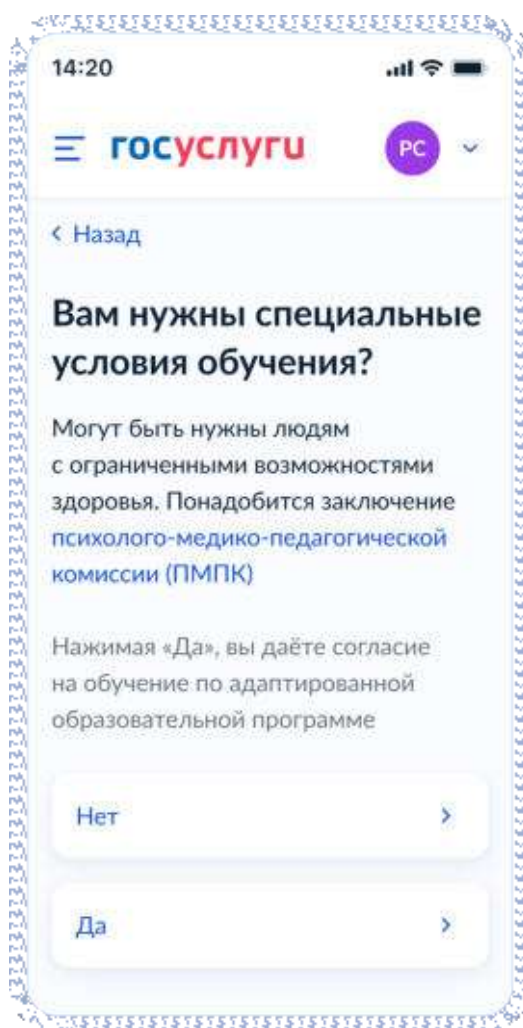 14:20
госуслуги
РС
Назад
Вам нужны специальные
условия обучения?
Могут быть нужны людям
с ограниченными возможностями
здоровья. Понадобится заключение
психолого-медико-педагогической
комиссии (ПМПК)
Нажимая «Да», вы даёте согласие
на обучение по адаптированной
образовательной программе
Нет
Да